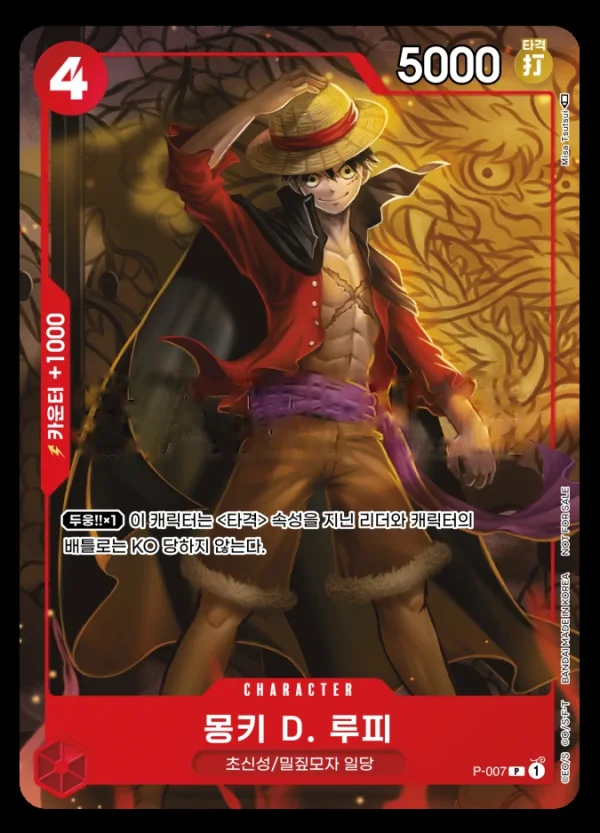 4
5000
타격
打
Misa Tsutsui
카운터 +1000
두웅!!×1 이 캐릭터는 <타격> 속성을 지닌 리더와 캐릭터의
배틀로는 KO 당하지 않는다.
CHARACTER
몽키 D. 루피
초신성/밀짚모자 일당
P-007 P 1
©EO/S ©O/S·F·T BANDAI MADE IN KOREA NOT FOR SALE